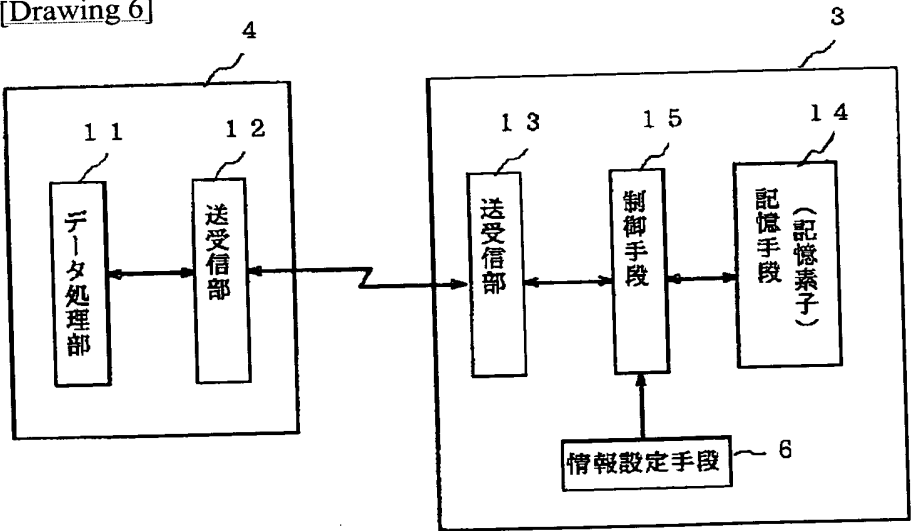 [Drawing 6]
4
3
11
12
13
15
14
データ処理部
送受信部
送受信部
制御手段
記憶手段
(記憶素子)
情報設定手段
6